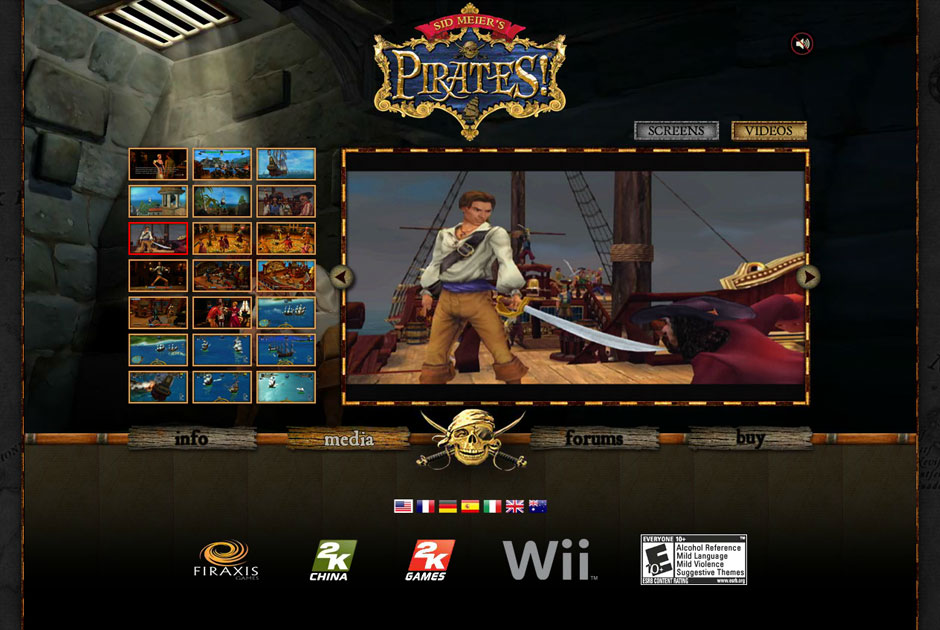 SID MEIER'S
PIRATES!
SCREENS
VIDEOS
info
media
forums
buy
FIRAXIS
GAMES
2K
CHINA
2K
GAMES
Wii
TM
EVERYONE 10+
E
10+
Alcohol Reference
Mild Language
Mild Violence
Suggestive Themes
ESRB CONTENT RATING
www.esrb.org